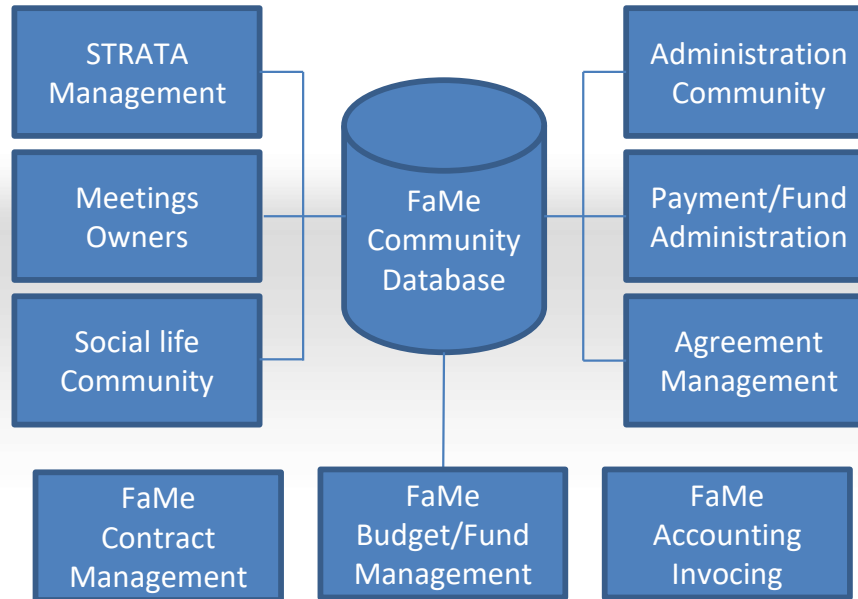 STRATA
Management
Administration
Community
FaMe
Community
Database
Meetings
Owners
Payment/Fund
Administration
Social life
Community
Agreement
Management
FaMe
Contract
Management
FaMe
Budget/Fund
Management
FaMe
Accounting
Invocing